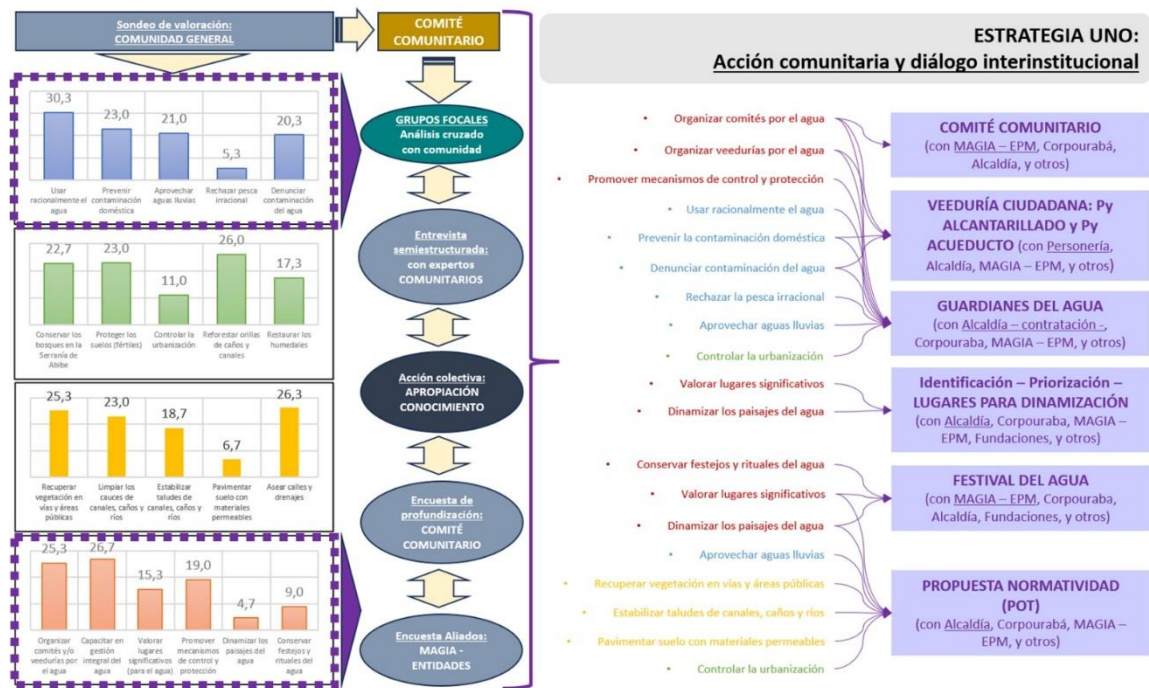 Sondeo de valoración:
COMUNIDAD GENERAL
30,3
23,0
21,0
5,3
20,3
Usar
racionalmente el
agua
Prevenir
contaminación
doméstica
Aprovechar
aguas lluvias
Rechazar pesca
irracional
Denunciar
contaminación
del agua
22,7
23,0
11,0
26,0
17,3
Conservar los
bosques en la
Serranía de
Abibe
Proteger los
suelos (fértiles)
Controlar la
urbanización
Reforestar orillas
de caños y
canales
Restaurar los
humedales
25,3
23,0
18,7
6,7
26,3
Recuperar
vegetación en
vías y áreas
públicas
Limpiar los
cauces de
canales, caños y
ríos
Estabilizar
taludes de
canales, caños y
ríos
Pavimentar
suelo con
materiales
permeables
Asear calles y
drenajes
25,3
26,7
15,3
19,0
4,7
9,0
Organizar
comités y/o
veedurías por
el agua
Capacitar en
gestión
integral del
agua
Valorar
lugares
significativos
(para el agua)
Promover
mecanismos
de control y
protección
Dinamizar los
paisajes del
agua
Conservar
festejos y
rituales del
agua
COMITÉ
COMUNITARIO
GRUPOS FOCALES
Análisis cruzado
con comunidad
Entrevista
semiestructurada:
con expertos
COMUNITARIOS
Acción colectiva:
APROPIACIÓN
CONOCIMIENTO
Encuesta de
profundización:
COMITÉ
COMUNITARIO
Encuesta Aliados:
MAGIA -
ENTIDADES
ESTRATEGIA UNO:
Acción comunitaria y diálogo interinstitucional
• Organizar comités por el agua
• Organizar veedurías por el agua
• Promover mecanismos de control y protección
• Usar racionalmente el agua
• Prevenir la contaminación doméstica
• Denunciar contaminación del agua
• Rechazar la pesca irracional
• Aprovechar aguas lluvias
• Controlar la urbanización
• Valorar lugares significativos
• Dinamizar los paisajes del agua
• Conservar festejos y rituales del agua
• Valorar lugares significativos
• Dinamizar los paisajes del agua
• Aprovechar aguas lluvias
• Recuperar vegetación en vías y áreas públicas
• Estabilizar taludes de canales, caños y ríos
• Pavimentar suelo con materiales permeables
• Controlar la urbanización
COMITÉ COMUNITARIO
(con MAGIA – EPM, Corpourabá,
Alcaldía, y otros)
VEEDURÍA CIUDADANA: Py
ALCANTARILLADO y Py
ACUEDUCTO (con Personería,
Alcaldía, MAGIA – EPM, y otros)
GUARDIANES DEL AGUA
(con Alcaldía – contratación -,
Corpouraba, MAGIA – EPM, y otros)
Identificación – Priorización –
LUGARES PARA DINAMIZACIÓN
(con Alcaldía, Corpouraba, MAGIA –
EPM, Fundaciones, y otros)
FESTIVAL DEL AGUA
(con MAGIA – EPM, Corpouraba,
Alcaldía, Fundaciones, y otros)
PROPUESTA NORMATIVIDAD
(POT)
(con Alcaldía, Corpourabá, MAGIA –
EPM, y otros)